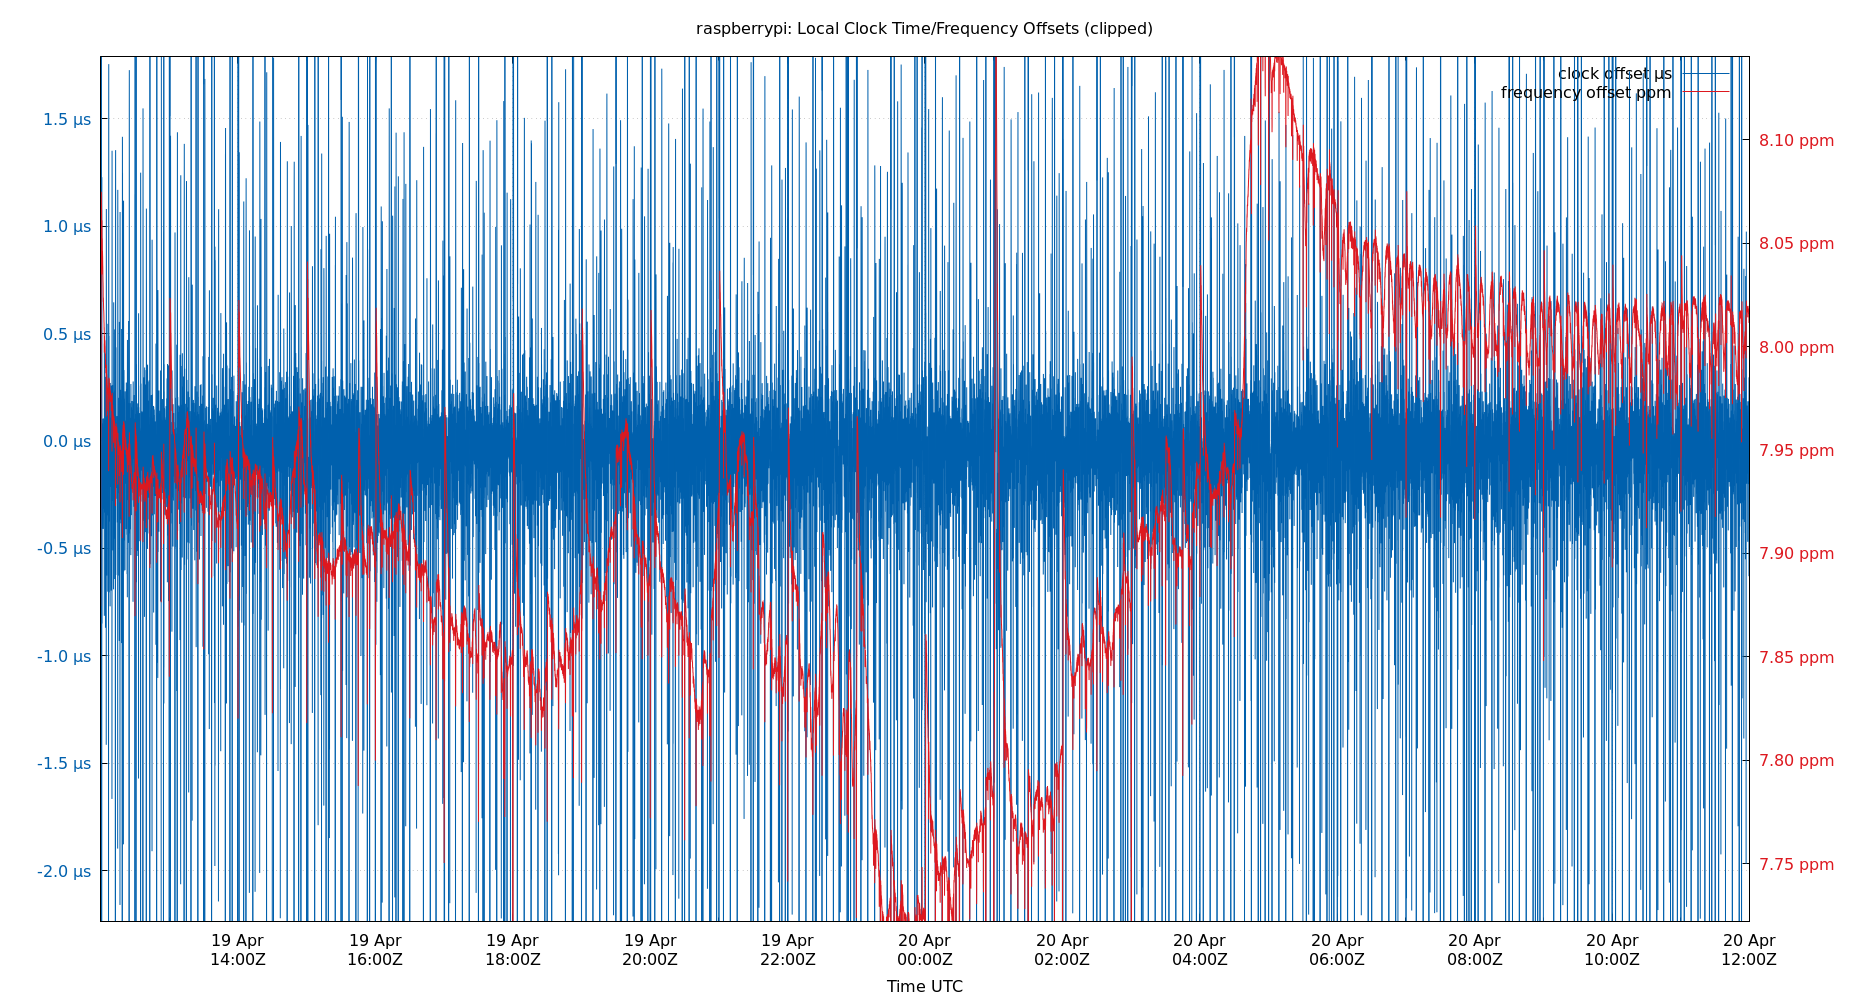 raspberrypi: Local Clock Time/Frequency Offsets (clipped)
clock offset µs
frequency offset ppm
1.5 µs
1.0 µs
0.5 µs
0.0 µs
-0.5 µs
-1.0 µs
-1.5 µs
-2.0 µs
8.10 ppm
8.05 ppm
8.00 ppm
7.95 ppm
7.90 ppm
7.85 ppm
7.80 ppm
7.75 ppm
19 Apr 19 Apr 19 Apr 19 Apr 19 Apr 20 Apr 20 Apr 20 Apr 20 Apr 20 Apr 20 Apr 20 Apr
14:00Z 16:00Z 18:00Z 20:00Z 22:00Z 00:00Z 02:00Z 04:00Z 06:00Z 08:00Z 10:00Z 12:00Z
Time UTC